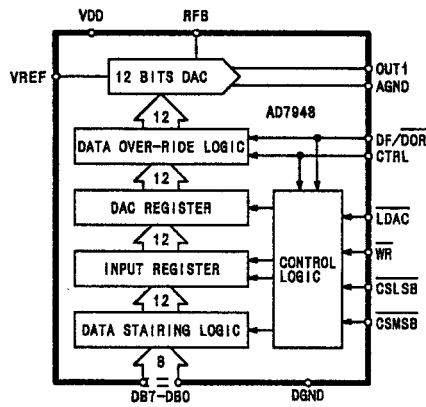 VDD RFB
VREF 12 BITS DAC OUT1
AGND
12 AD7948
DATA OVER-RIDE LOGIC DF/DOR
CTRL
12
DAC REGISTER LDAC
12
INPUT REGISTER CONTROL LOGIC WR
12 CSLSB
DATA STAIRING LOGIC CSMSB
8
DB7-DB0 DGND